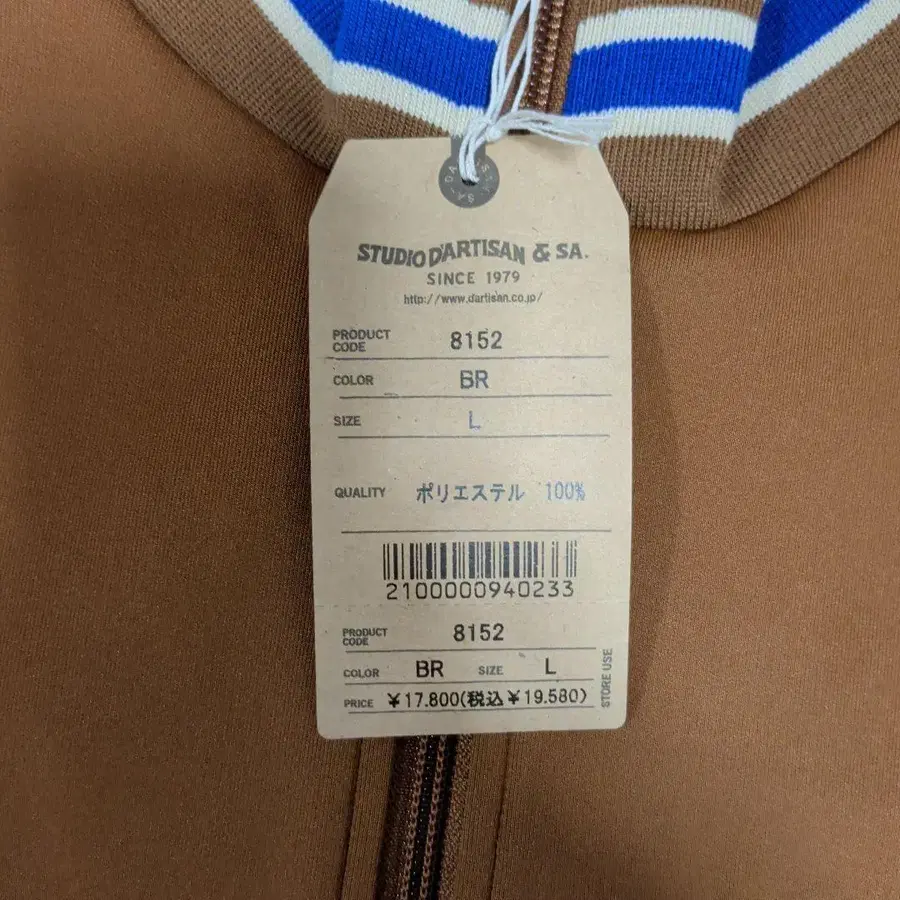 STUDIO D'ARTISAN & SA.
SINCE 1979
http://www.dartisan.co.jp/
PRODUCT CODE 8152
COLOR BR
SIZE L
QUALITY ポリエステル 100%
2100000940233
PRODUCT CODE 8152
COLOR BR SIZE L
PRICE ¥17.800(税込¥19.580)
STORE USE